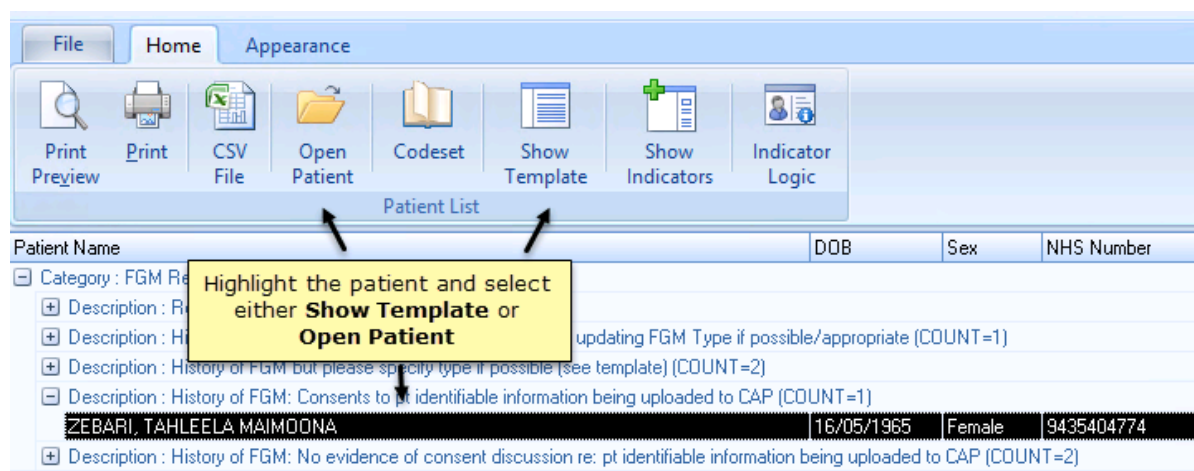 File Home Appearance
Print Preview Print CSV File Open Patient Codeset Show Template Show Indicators Indicator Logic
Patient List
Patient Name DOB Sex NHS Number
Category : FGM
Highlight the patient and select
either Show Template or
Open Patient
Description :
Description : updating FGM Type if possible/appropriate (COUNT=1)
Description : History of FGM but please specify type if possible (see template) (COUNT=2)
Description : History of FGM: Consents to pt identifiable information being uploaded to CAP (COUNT=1)
ZEBARI, TAHLEELA MAIMOONA 16/05/1965 Female 9435404774
Description : History of FGM: No evidence of consent discussion re: pt identifiable information being uploaded to CAP (COUNT=2)